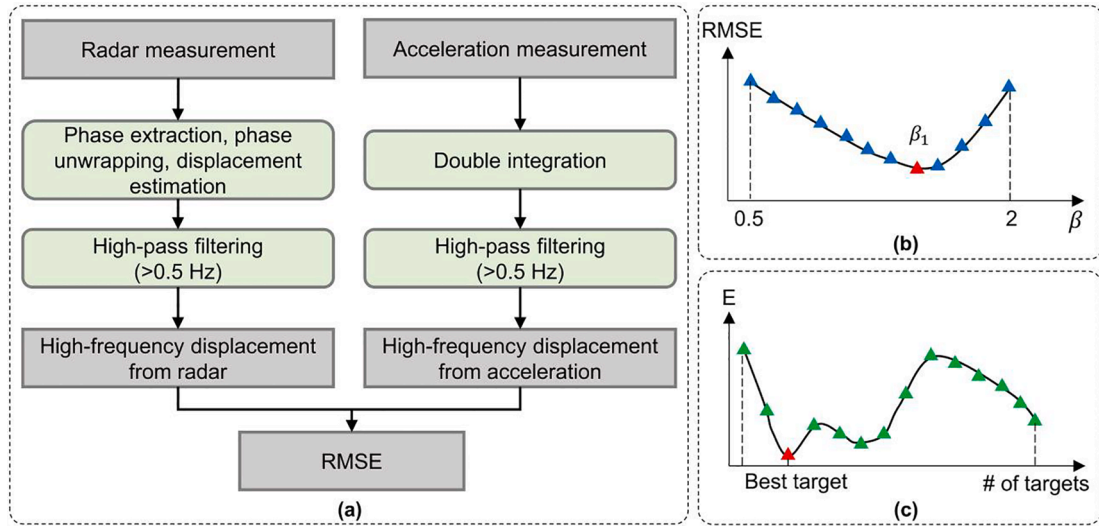 Radar measurement
Phase extraction, phase
unwrapping, displacement
estimation
High-pass filtering
(>0.5 Hz)
High-frequency displacement
from radar
Acceleration measurement
Double integration
High-pass filtering
(>0.5 Hz)
High-frequency displacement
from acceleration
RMSE
(a)
RMSE
β₁
0.5
2
β
(b)
E
Best target
# of targets
(c)